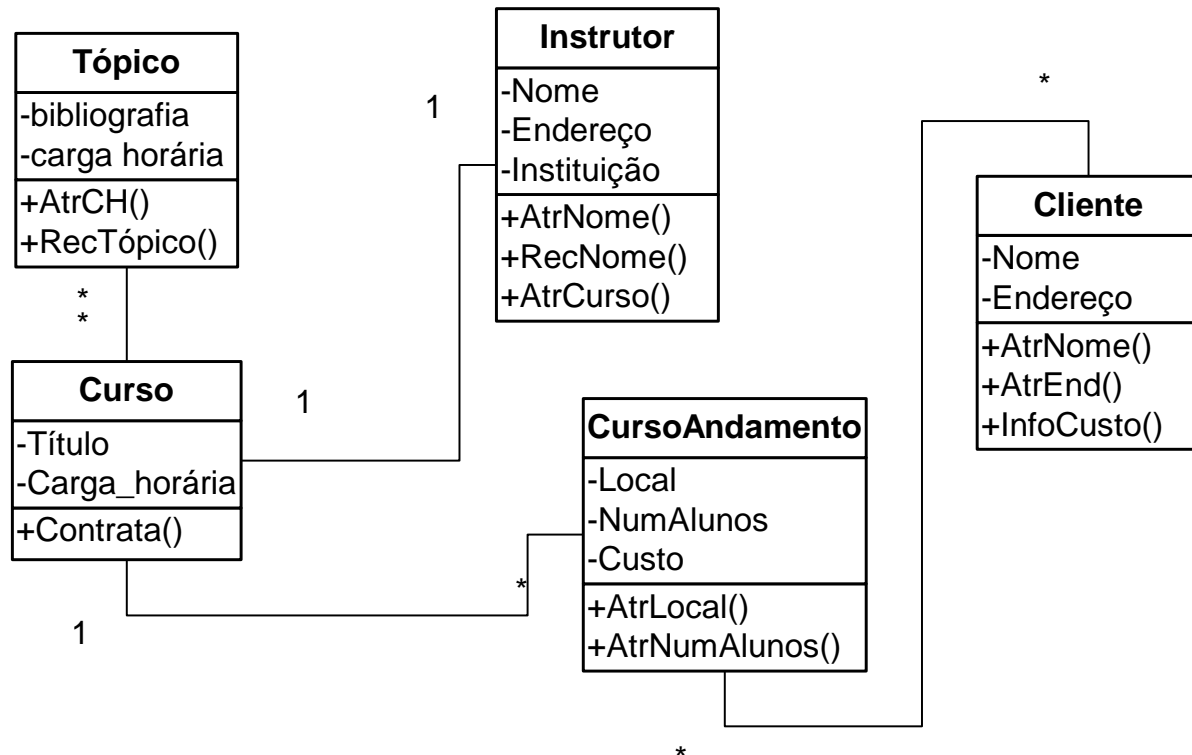 Tópico
-bibliografia
-carga horária
+AtrCH()
+RecTópico()
*
*
Instrutor
-Nome
-Endereço
-Instituição
+AtrNome()
+RecNome()
+AtrCurso()
1
1
Curso
-Título
-Carga_horária
+Contrata()
1
*
CursoAndamento
-Local
-NumAlunos
-Custo
+AtrLocal()
+AtrNumAlunos()
*
*
Cliente
-Nome
-Endereço
+AtrNome()
+AtrEnd()
+InfoCusto()